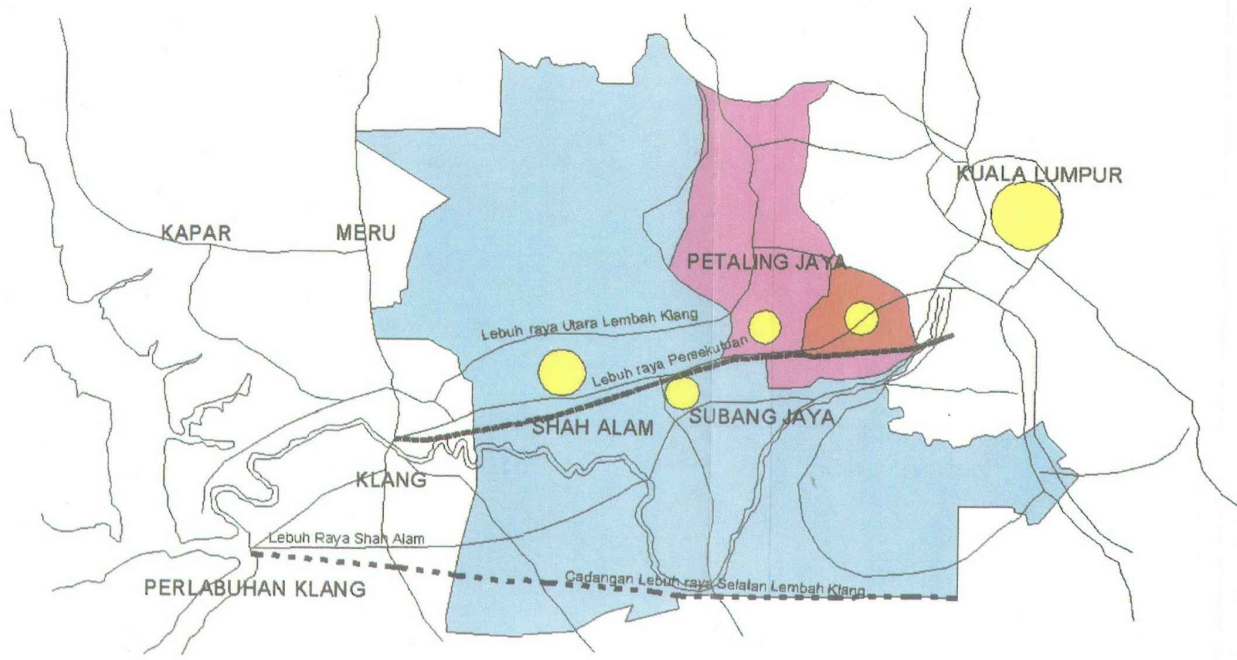 KUALA LUMPUR
KAPAR
MERU
PETALING JAYA
Lebuh raya Utara Lembah Klang
Lebuh raya Persekutuan
SHAH ALAM
SUBANG JAYA
KLANG
Lebuh Raya Shah Alam
PERLABUHAN KLANG
Cadangan Lebuh raya Selatan Lembah Klang